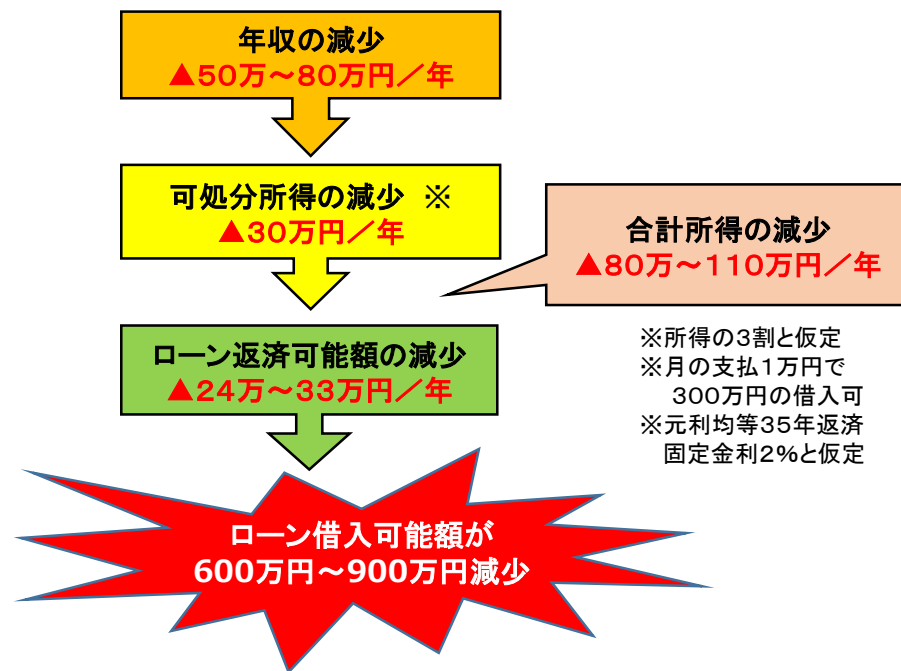 年収の減少
▲50万～80万円／年
可処分所得の減少 ※
▲30万円／年
合計所得の減少
▲80万～110万円／年
ローン返済可能額の減少
▲24万～33万円／年
※所得の3割と仮定
※月の支払1万円で
300万円の借入可
※元利均等35年返済
固定金利2%と仮定
ローン借入可能額が
600万円～900万円減少